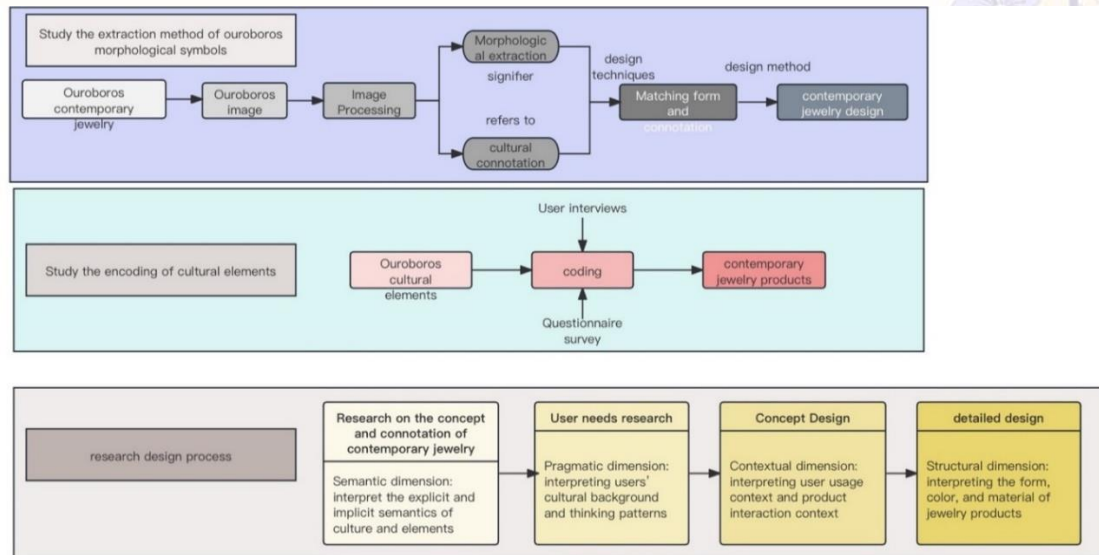 Study the extraction method of ouroboros
morphological symbols
Ouroboros
contemporary
jewelry
Ouroboros
image
Image
Processing
Morphologic
al extraction
signifier
refers to
cultural
connotation
design
techniques
Matching form
and
connotation
design method
contemporary
jewelry design
Study the encoding of cultural elements
Ouroboros
cultural
elements
User interviews
coding
Questionnaire
survey
contemporary
jewelry products
research design process
Research on the concept
and connotation of
contemporary jewelry
Semantic dimension:
interpret the explicit and
implicit semantics of
culture and elements
User needs research
Pragmatic dimension:
interpreting users'
cultural background
and thinking patterns
Concept Design
Contextual dimension:
interpreting user usage
context and product
interaction context
detailed design
Structural dimension:
interpreting the form,
color, and material of
jewelry products